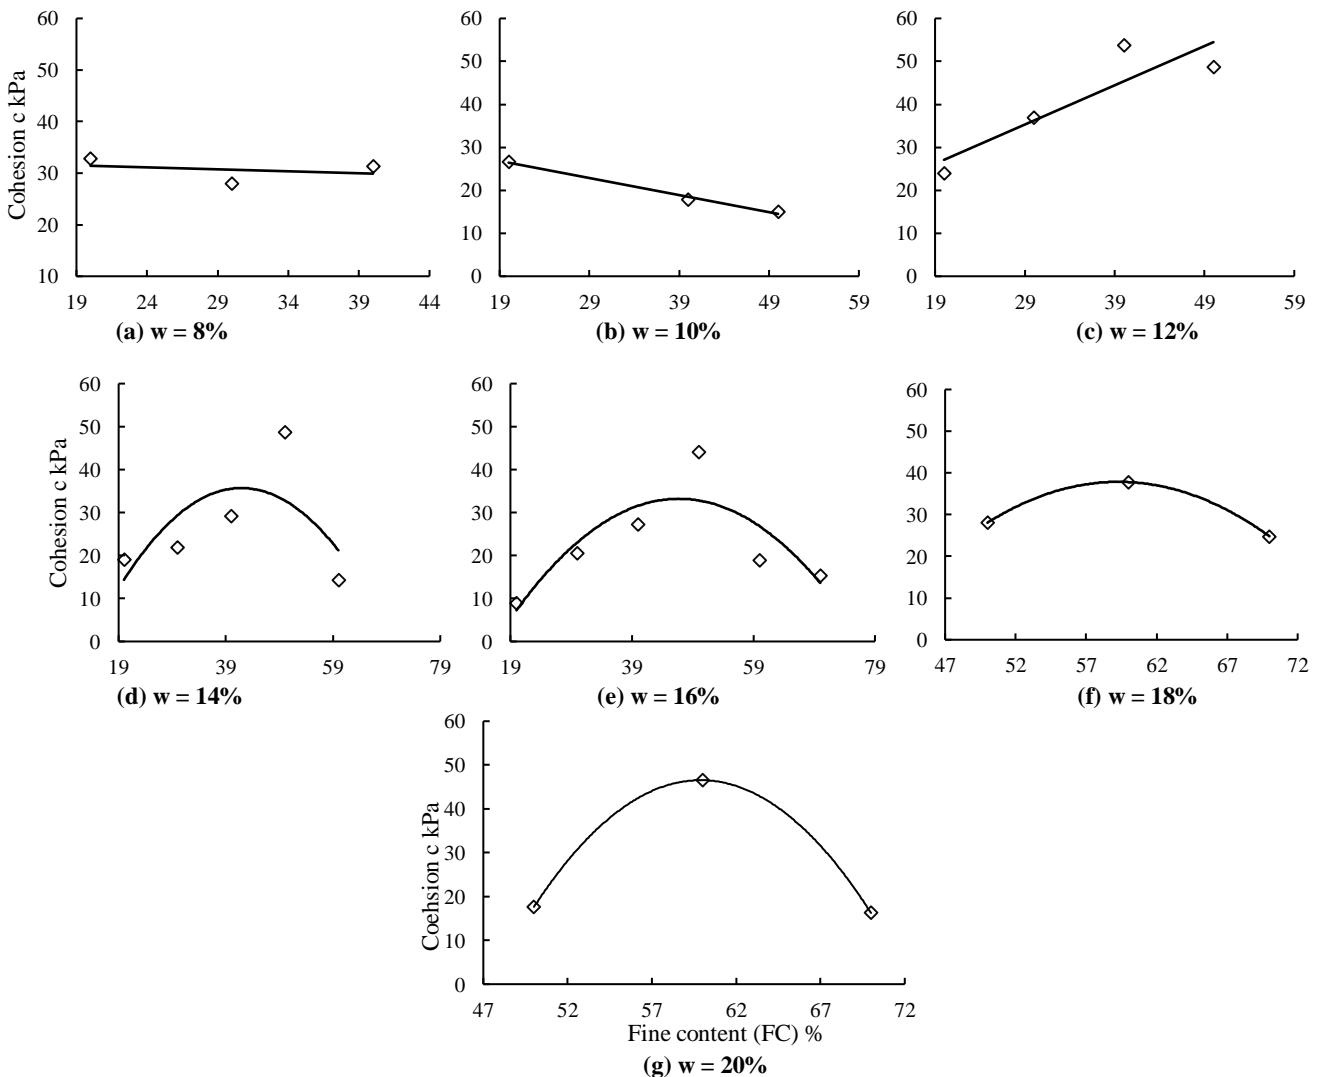 60
50
40
30
20
10
Cohesion c kPa
19 24 29 34 39 44
(a) w = 8%
60
50
40
30
20
10
0
19 29 39 49 59
(b) w = 10%
60
50
40
30
20
10
0
19 29 39 49 59
(c) w = 12%
60
50
40
30
20
10
0
Cohesion c kPa
19 39 59 79
(d) w = 14%
60
50
40
30
20
10
0
19 39 59 79
(e) w = 16%
60
50
40
30
20
10
0
47 52 57 62 67 72
(f) w = 18%
60
50
40
30
20
10
0
Coehsion c kPa
47 52 57 62 67 72
Fine content (FC) %
(g) w = 20%